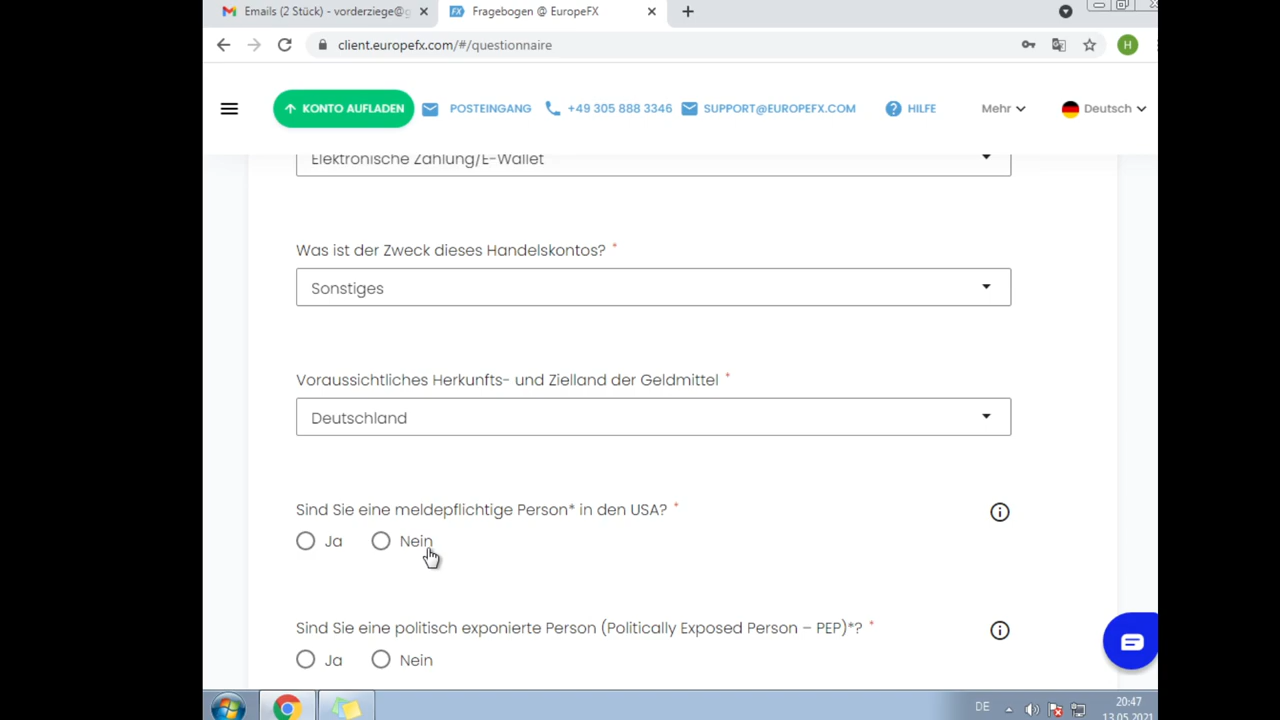 Emails (2 Stück) - vorderziege@g
Fragebogen @ EuropeFX
client.europefx.com/#/questionnaire
H
KONTO AUFLADEN
POSTEINGANG
+49 305 888 3346
SUPPORT@EUROPEFX.COM
HILFE
Mehr
Deutsch
Elektronische Zahlung/E-Wallet
Was ist der Zweck dieses Handelskontos? *
Sonstiges
Voraussichtliches Herkunfts- und Zielland der Geldmittel *
Deutschland
Sind Sie eine meldepflichtige Person* in den USA? *
Ja
Nein
Sind Sie eine politisch exponierte Person (Politically Exposed Person – PEP)*? *
Ja
Nein
DE
20:47
13.05.2021